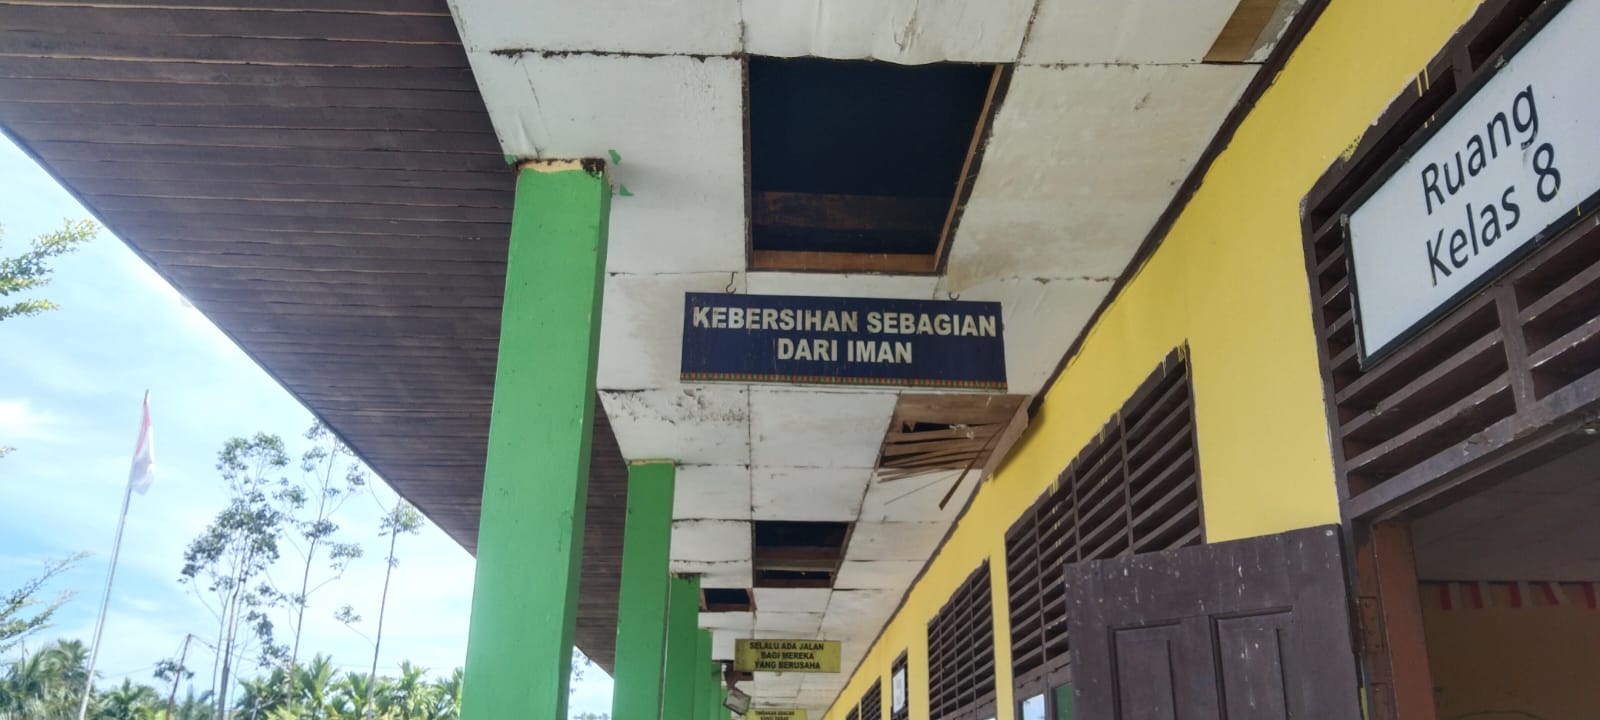 KEBERSIHAN SEBAGIAN
DARI IMAN
Ruang
Kelas 8
SELALU ADA JALAN
BAGI MEREKA
YANG BERUSAHA